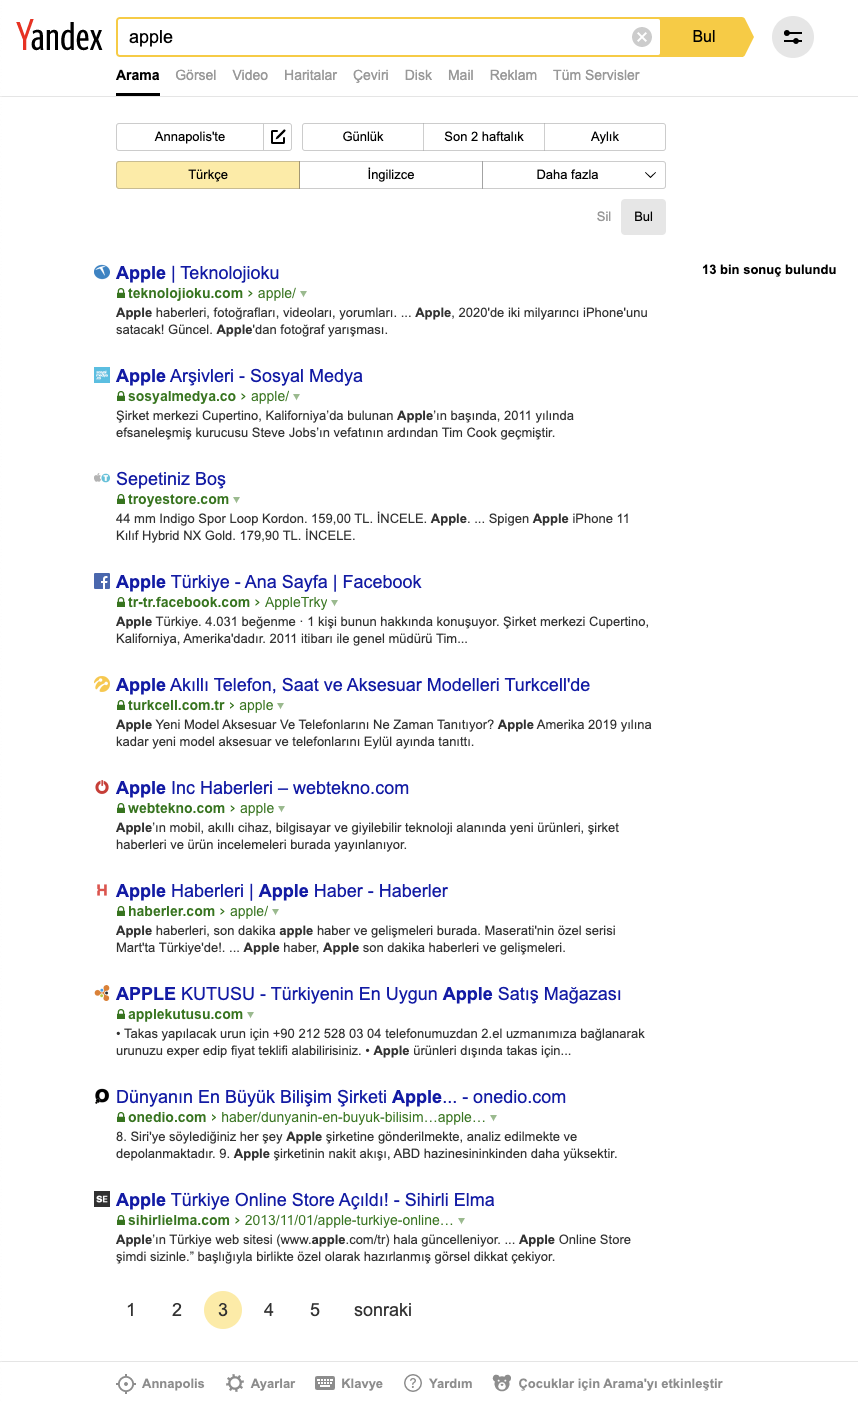 Yandex
apple
Bul
Arama Görsel Video Haritalar Çeviri Disk Mail Reklam Tüm Servisler
Annapolis'te Günlük Son 2 haftalık Aylık
Türkçe İngilizce Daha fazla
Sil Bul
13 bin sonuç bulundu
Apple | Teknolojioku
teknolojioku.com › apple/
Apple haberleri, fotoğrafları, videoları, yorumları. ... Apple, 2020'de iki milyarıncı iPhone'unu
satacak! Güncel. Apple'dan fotoğraf yarışması.
Apple Arşivleri - Sosyal Medya
sosyalmedya.co › apple/
Şirket merkezi Cupertino, Kaliforniya’da bulunan Apple’ın başında, 2011 yılında
efsaneleşmiş kurucusu Steve Jobs’ın vefatının ardından Tim Cook geçmiştir.
Sepetiniz Boş
troyestore.com
44 mm Indigo Spor Loop Kordon. 159,00 TL. İNCELE. Apple. ... Spigen Apple iPhone 11
Kılıf Hybrid NX Gold. 179,90 TL. İNCELE.
Apple Türkiye - Ana Sayfa | Facebook
tr-tr.facebook.com › AppleTrky
Apple Türkiye. 4.031 beğenme · 1 kişi bunun hakkında konuşuyor. Şirket merkezi Cupertino,
Kaliforniya, Amerika'dadır. 2011 itibarı ile genel müdürü Tim...
Apple Akıllı Telefon, Saat ve Aksesuar Modelleri Turkcell'de
turkcell.com.tr › apple
Apple Yeni Model Aksesuar Ve Telefonlarını Ne Zaman Tanıtıyor? Apple Amerika 2019 yılına
kadar yeni model aksesuar ve telefonlarını Eylül ayında tanıttı.
Apple Inc Haberleri – webtekno.com
webtekno.com › apple
Apple’ın mobil, akıllı cihaz, bilgisayar ve giyilebilir teknoloji alanında yeni ürünleri, şirket
haberleri ve ürün incelemeleri burada yayınlanıyor.
H Apple Haberleri | Apple Haber - Haberler
haberler.com › apple/
Apple haberleri, son dakika apple haber ve gelişmeleri burada. Maserati'nin özel serisi
Mart'ta Türkiye'de!. ... Apple haber, Apple son dakika haberleri ve gelişmeleri.
APPLE KUTUSU - Türkiyenin En Uygun Apple Satış Mağazası
applekutusu.com
• Takas yapılacak urun için +90 212 528 03 04 telefonumuzdan 2.el uzmanımıza bağlanarak
urunuzu exper edip fiyat teklifi alabilirisiniz. • Apple ürünleri dışında takas için...
Dünyanın En Büyük Bilişim Şirketi Apple... - onedio.com
onedio.com › haber/dunyanin-en-buyuk-bilisim…apple…
8. Siri'ye söylediğiniz her şey Apple şirketine gönderilmekte, analiz edilmekte ve
depolanmaktadır. 9. Apple şirketinin nakit akışı, ABD hazinesininkinden daha yüksektir.
SE Apple Türkiye Online Store Açıldı! - Sihirli Elma
sihirlielma.com › 2013/11/01/apple-turkiye-online…
Apple’ın Türkiye web sitesi (www.apple.com/tr) hala güncelleniyor. ... Apple Online Store
şimdi sizinle.” başlığıyla birlikte özel olarak hazırlanmış görsel dikkat çekiyor.
1 2 3 4 5 sonraki
Annapolis Ayarlar Klavye Yardım Çocuklar için Arama'yı etkinleştir